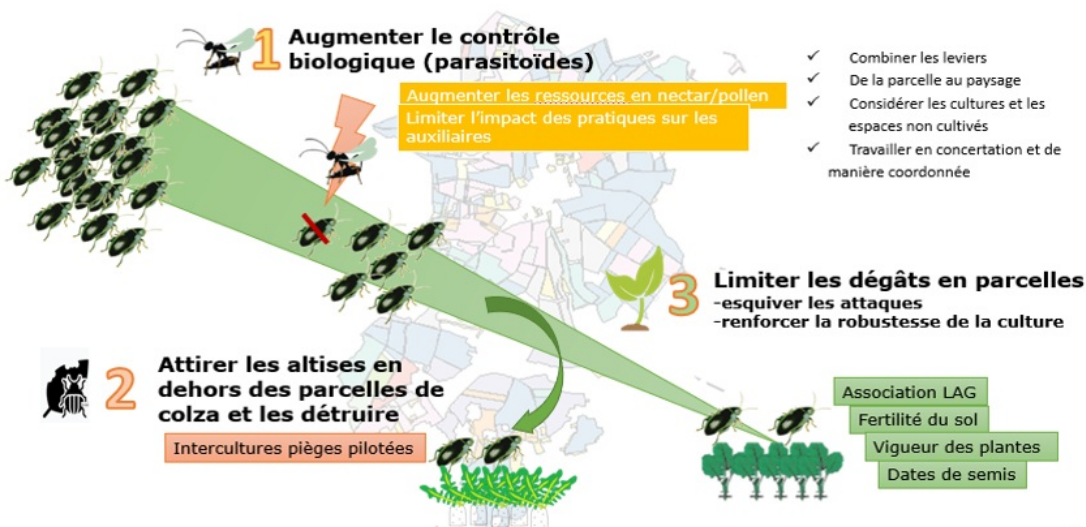 1
Augmenter le contrôle
biologique (parasitoïdes)
Augmenter les ressources en nectar/pollen
Limiter l'impact des pratiques sur les
auxiliaires
✓ Combiner les leviers
✓ De la parcelle au paysage
✓ Considérer les cultures et les
espaces non cultivés
✓ Travailler en concertation et de
manière coordonnée
2
Attirer les altises en
dehors des parcelles de
colza et les détruire
Intercultures pièges pilotées
3
Limiter les dégâts en parcelles
-esquiver les attaques
-renforcer la robustesse de la culture
Association LAG
Fertilité du sol
Vigueur des plantes
Dates de semis